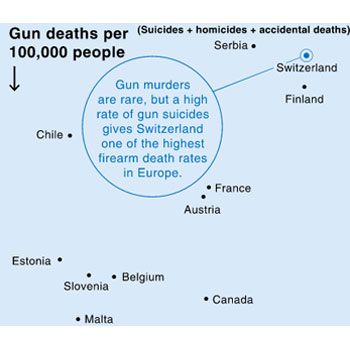 Gun deaths per
100,000 people
(Suicides + homicides + accidental deaths)
Serbia
Switzerland
Finland
Gun murders
are rare, but a high
rate of gun suicides
gives Switzerland
one of the highest
firearm death rates
in Europe.
Chile
France
Austria
Estonia
Slovenia
Belgium
Canada
Malta